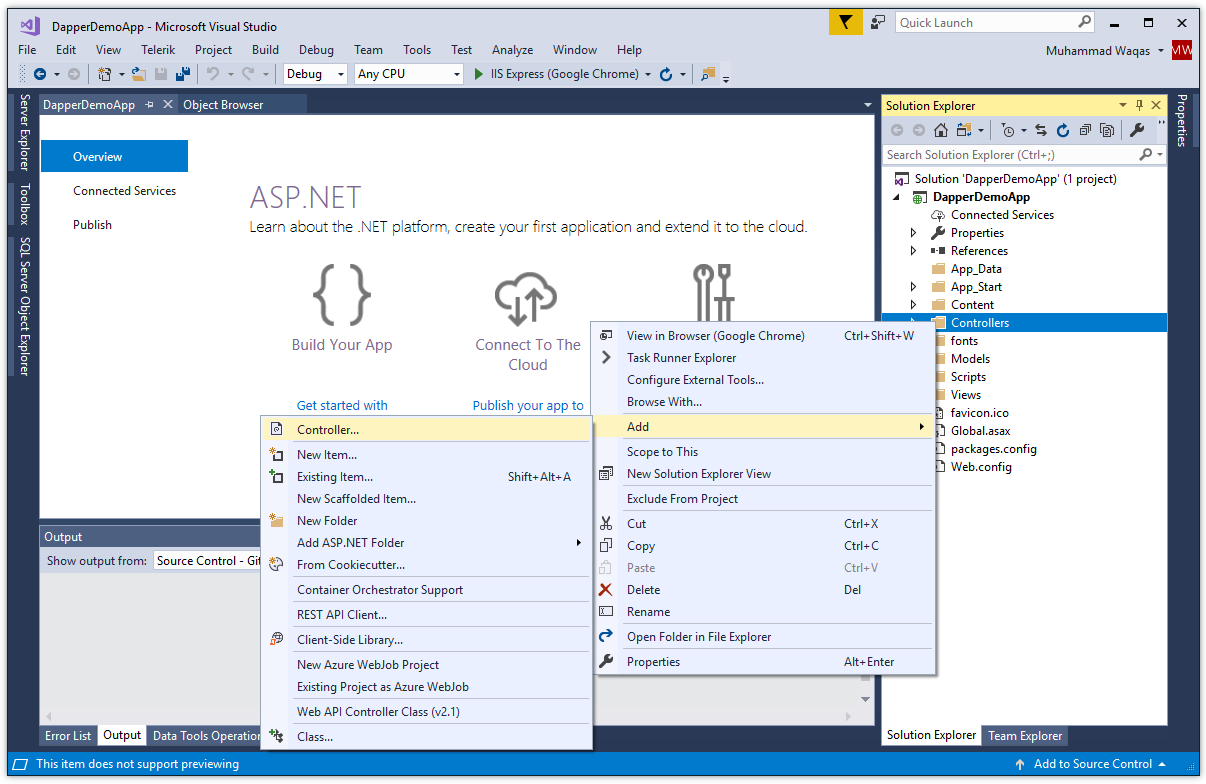 DapperDemoApp - Microsoft Visual Studio
Quick Launch
File Edit View Telerik Project Build Debug Team Tools Test Analyze Window Help
Muhammad Waqas MW
Debug Any CPU IIS Express (Google Chrome)
Server Explorer
Toolbox
SQL Server Object Explorer
DapperDemoApp Object Browser
Overview
Connected Services
Publish
ASP.NET
Learn about the .NET platform, create your first application and extend it to the cloud.
Build Your App
Connect To The
Cloud
Get started with
Publish your app to
Solution Explorer
Search Solution Explorer (Ctrl+;)
Solution 'DapperDemoApp' (1 project)
DapperDemoApp
Connected Services
Properties
References
App_Data
App_Start
Content
Controllers
fonts
Models
Scripts
Views
favicon.ico
Global.asax
packages.config
Web.config
Properties
View in Browser (Google Chrome) Ctrl+Shift+W
Task Runner Explorer
Configure External Tools...
Browse With...
Add
Scope to This
New Solution Explorer View
Exclude From Project
Cut Ctrl+X
Copy Ctrl+C
Paste Ctrl+V
Delete Del
Rename
Open Folder in File Explorer
Properties Alt+Enter
Controller...
New Item...
Existing Item... Shift+Alt+A
New Scaffolded Item...
New Folder
Add ASP.NET Folder
From Cookiecutter...
Container Orchestrator Support
REST API Client...
Client-Side Library...
New Azure WebJob Project
Existing Project as Azure WebJob
Web API Controller Class (v2.1)
Class...
Output
Show output from: Source Control - Git
Error List Output Data Tools Operation
Solution Explorer Team Explorer
This item does not support previewing
Add to Source Control